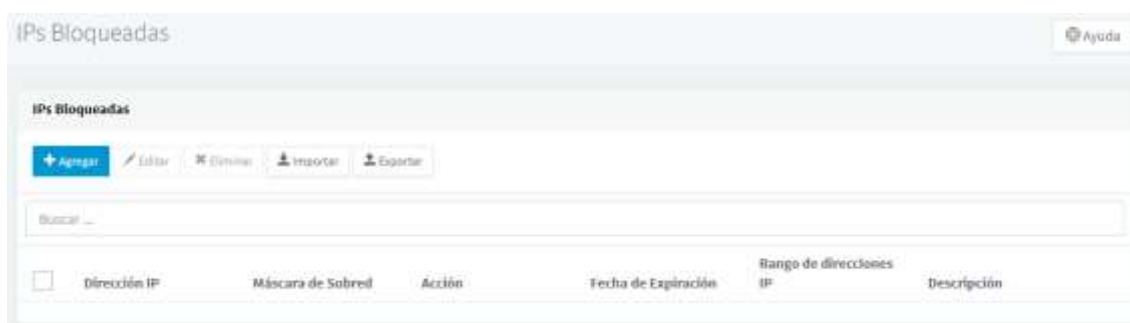 IPs Bloqueadas
Ayuda
IPs Bloqueadas
Agregar Editar Eliminar Importar Exportar
Buscar ...
Dirección IP Máscara de Sobred Acción Fecha de Expiración Rango de direcciones IP Descripción